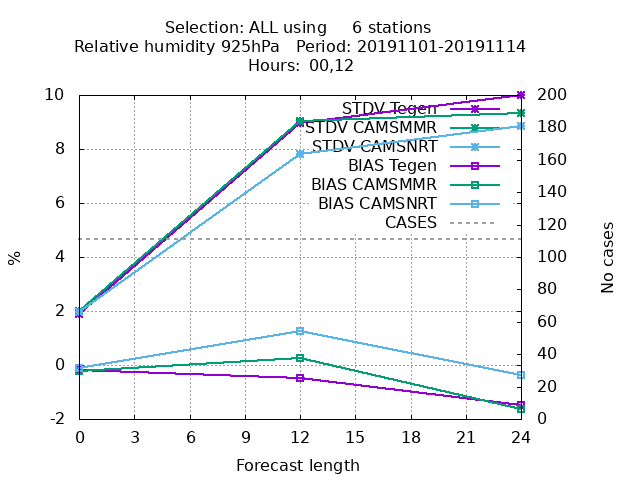 Selection: ALL using     6 stations
Relative humidity 925hPa   Period: 20191101-20191114
Hours: 00,12
10
8
6
4
2
0
-2
%
STDV Tegen
STDV CAMSMMR
STDV CAMSNRT
BIAS Tegen
BIAS CAMSMMR
BIAS CAMSNRT
CASES
200
180
160
140
120
100
80
60
40
20
0
No cases
0 3 6 9 12 15 18 21 24
Forecast length